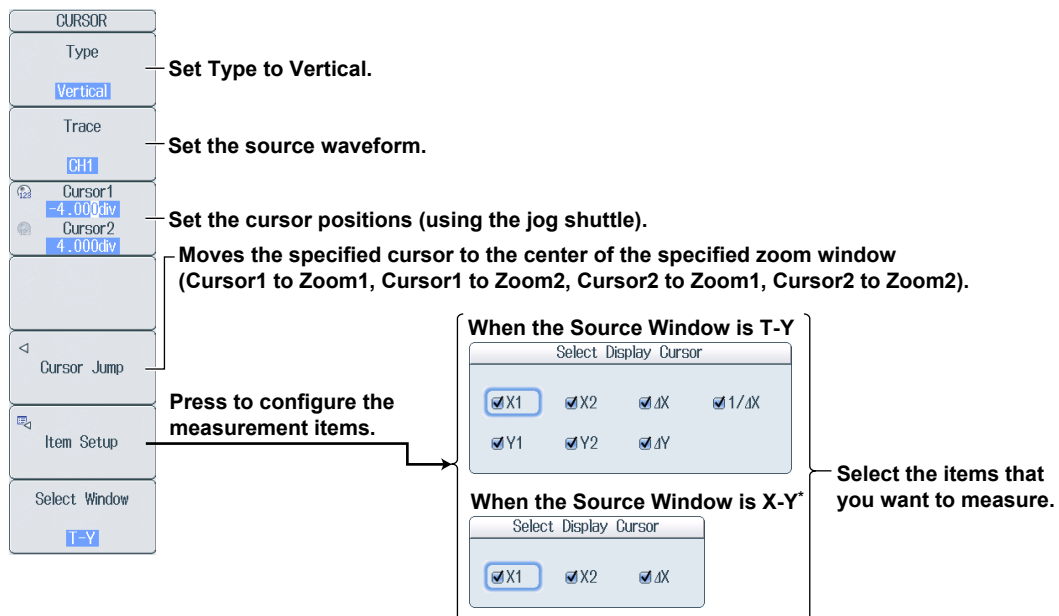 CURSOR
Type
Vertical
Set Type to Vertical.
Trace
CH1
Set the source waveform.
123
Cursor1
-4.000div
Cursor2
4.000div
Set the cursor positions (using the jog shuttle).
Moves the specified cursor to the center of the specified zoom window
(Cursor1 to Zoom1, Cursor1 to Zoom2, Cursor2 to Zoom1, Cursor2 to Zoom2).
Cursor Jump
Press to configure the
measurement items.
Item Setup
Select Window
T-Y
When the Source Window is T-Y
Select Display Cursor
X1 X2 ΔX 1/ΔX
Y1 Y2 ΔY
When the Source Window is X-Y*
Select Display Cursor
X1 X2 ΔX
Select the items that
you want to measure.